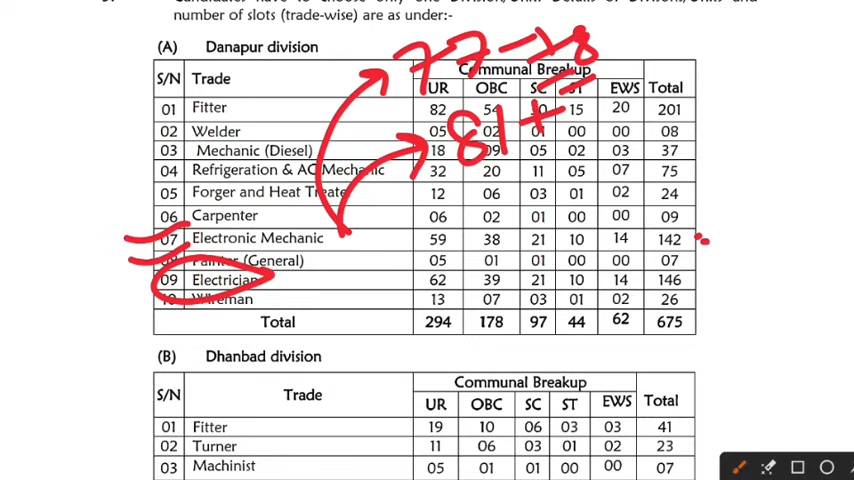 Candidates have to choose only one Division/Unit. Details of Divisons/Units and
number of slots (trade-wise) are as under:-
(A) Danapur division
77-78
81+
S/N Trade Communal Breakup Total
UR OBC SC ST EWS
01 Fitter 82 54 30 15 20 201
02 Welder 05 02 01 00 00 08
03 Mechanic (Diesel) 18 09 05 02 03 37
04 Refrigeration & AC Mechanic 32 20 11 05 07 75
05 Forger and Heat Treater 12 06 03 01 02 24
06 Carpenter 06 02 01 00 00 09
07 Electronic Mechanic 59 38 21 10 14 142
08 Painter (General) 05 01 01 00 00 07
09 Electrician 62 39 21 10 14 146
10 Wireman 13 07 03 01 02 26
Total 294 178 97 44 62 675
(B) Dhanbad division
S/N Trade Communal Breakup Total
UR OBC SC ST EWS
01 Fitter 19 10 06 03 03 41
02 Turner 11 06 03 01 02 23
03 Machinist 05 01 01 00 00 07